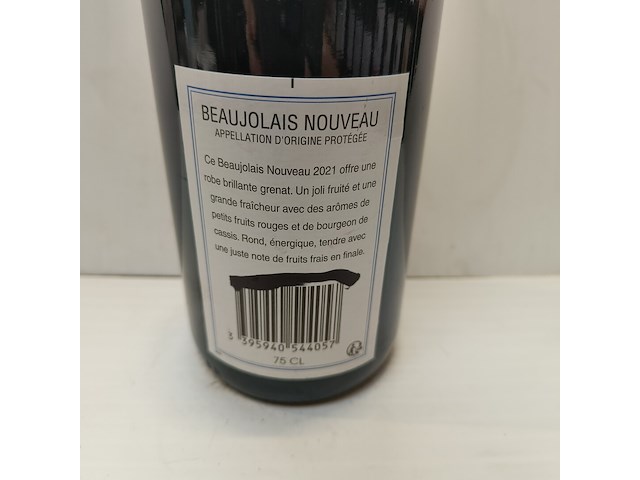 BEAUJOLAIS NOUVEAU
APPELLATION D'ORIGINE PROTÉGÉE
Ce Beaujolais Nouveau 2021 offre une
robe brillante grenat. Un joli fruité et une
grande fraîcheur avec des arômes de
petits fruits rouges et de bourgeon de
cassis. Rond, énergique, tendre avec
une juste note de fruits frais en finale.
3 395940 544057
75 CL